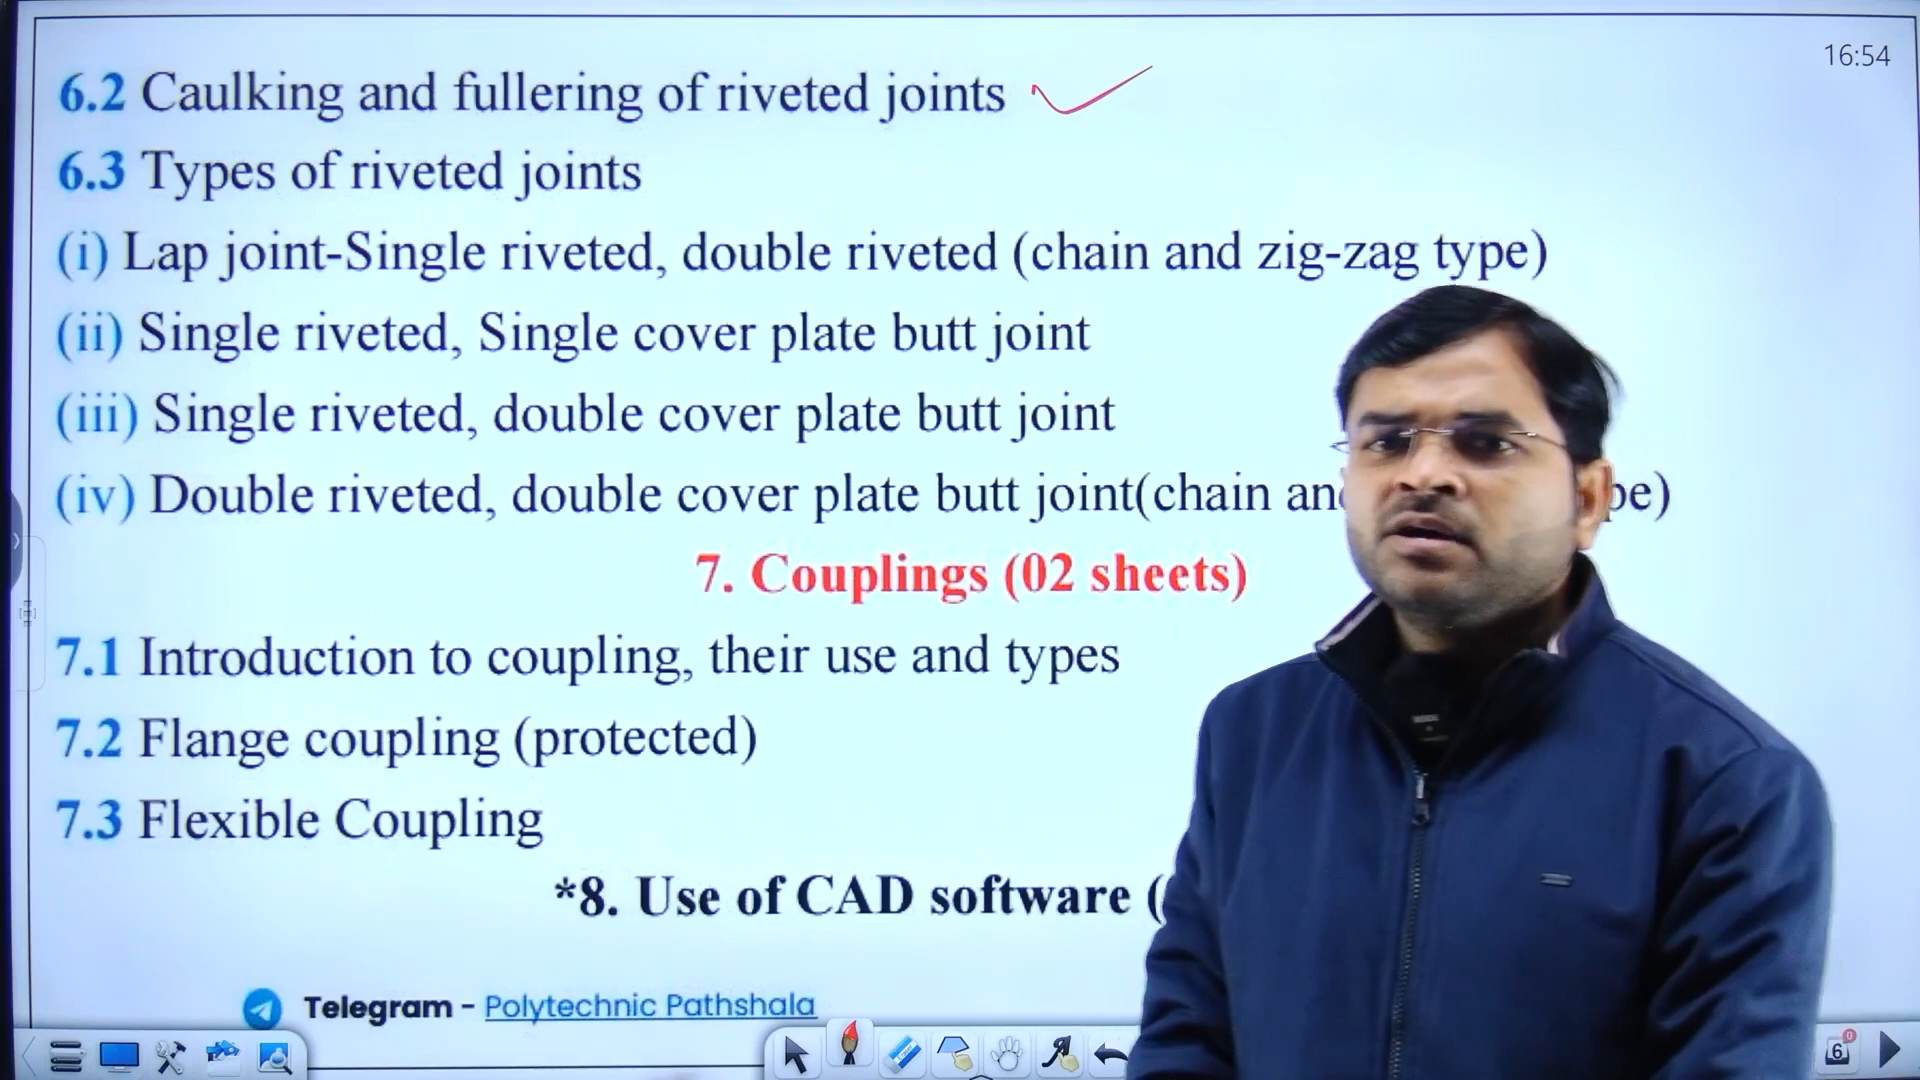 16:54
6.2 Caulking and fullering of riveted joints
6.3 Types of riveted joints
(i) Lap joint-Single riveted, double riveted (chain and zig-zag type)
(ii) Single riveted, Single cover plate butt joint
(iii) Single riveted, double cover plate butt joint
(iv) Double riveted, double cover plate butt joint(chain an pe)
7. Couplings (02 sheets)
7.1 Introduction to coupling, their use and types
7.2 Flange coupling (protected)
7.3 Flexible Coupling
*8. Use of CAD software (
Telegram - Polytechnic Pathshala
6